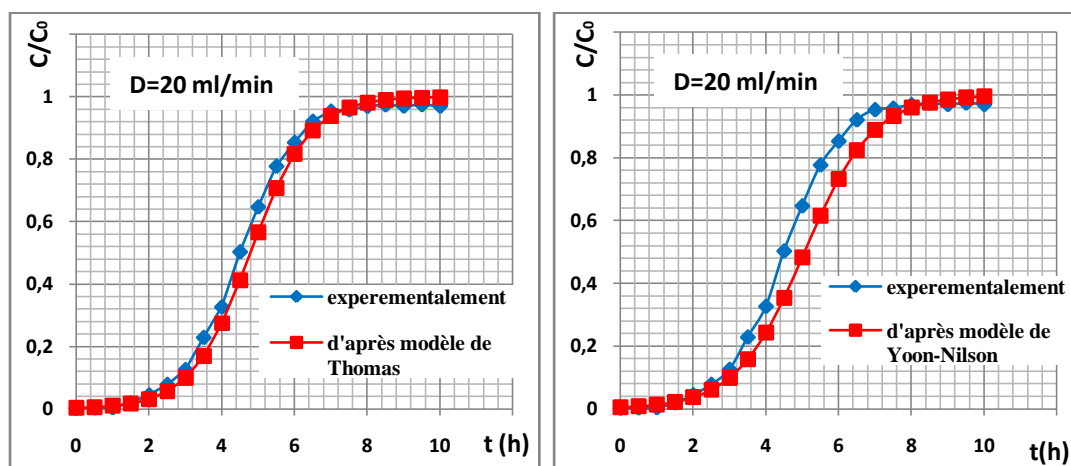 C/C₀
D=20 ml/min
1
0,8
0,6
0,4
0,2
0
experementalement
d'après modèle de
Thomas
0 2 4 6 8 10
t (h)
C/C₀
D=20 ml/min
1
0,8
0,6
0,4
0,2
0
experementalement
d'après modèle de
Yoon-Nilson
0 2 4 6 8 10
t(h)